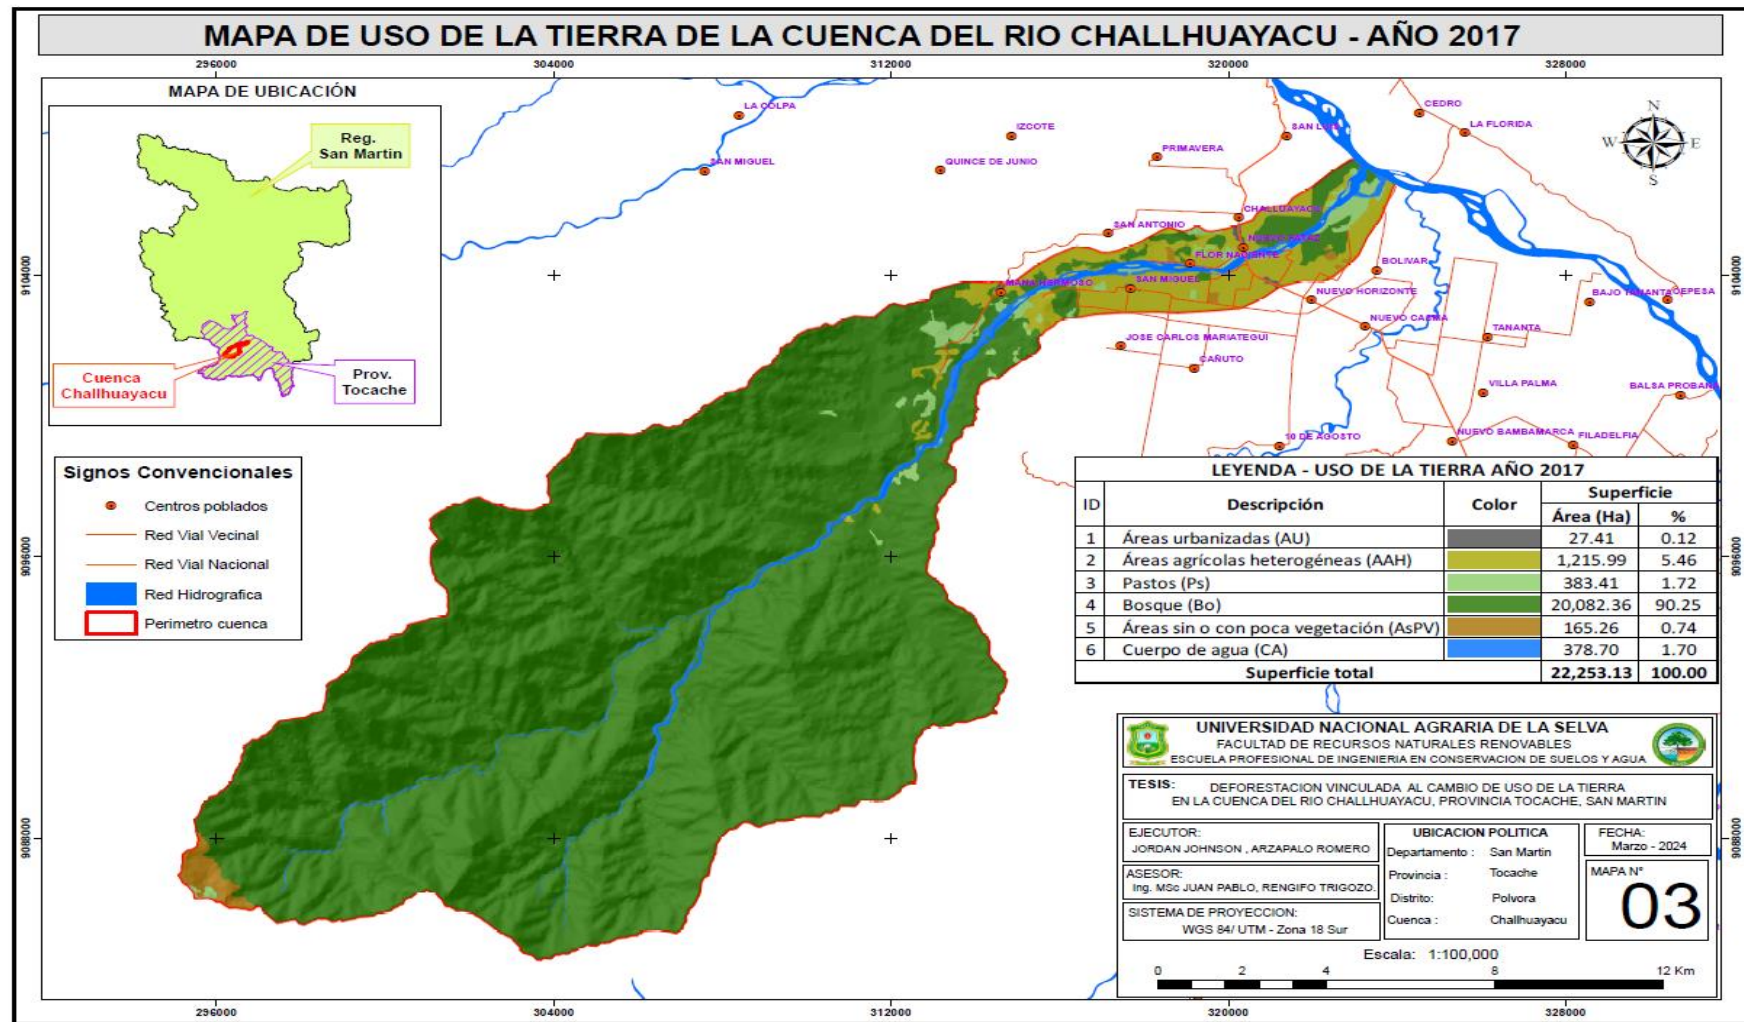 MAPA DE USO DE LA TIERRA DE LA CUENCA DEL RIO CHALLHUAYACU - AÑO 2017
296000 304000 312000 320000 328000
MAPA DE UBICACIÓN
Reg.
San Martin
Cuenca
Challhuayacu
Prov.
Tocache
LA COLPA
SAN MIGUEL
IZCOTE
QUINCE DE JUNIO
PRIMAVERA
SAN LUIS
CEDRO
LA FLORIDA
N
W E
S
CHALLUAYACU
SAN ANTONIO
FLOR NACIENTE
BOLIVAR
SAN MIGUEL
NUEVO HORIZONTE
BAJO TANANTA
CEPESA
NUEVO CAÑMA
TANANTA
JOSE CARLOS MARIATEGUI
CAÑUTO
VILLA PALMA
10 DE AGOSTO
NUEVO BAMBAMARCA
FILADELFIA
9104000
9096000
9088000
9104000
9096000
9088000
Signos Convencionales
Centros poblados
Red Vial Vecinal
Red Vial Nacional
Red Hidrografica
Perimetro cuenca
LEYENDA - USO DE LA TIERRA AÑO 2017
ID Descripción Color Superficie
Área (Ha) %
1 Áreas urbanizadas (AU) 27.41 0.12
2 Áreas agrícolas heterogéneas (AAH) 1,215.99 5.46
3 Pastos (Ps) 383.41 1.72
4 Bosque (Bo) 20,082.36 90.25
5 Áreas sin o con poca vegetación (AsPV) 165.26 0.74
6 Cuerpo de agua (CA) 378.70 1.70
Superficie total 22,253.13 100.00
UNIVERSIDAD NACIONAL AGRARIA DE LA SELVA
FACULTAD DE RECURSOS NATURALES RENOVABLES
ESCUELA PROFESIONAL DE INGENIERIA EN CONSERVACION DE SUELOS Y AGUA
TESIS: DEFORESTACION VINCULADA AL CAMBIO DE USO DE LA TIERRA
EN LA CUENCA DEL RIO CHALLHUAYACU, PROVINCIA TOCACHE, SAN MARTIN
EJECUTOR:
JORDAN JOHNSON , ARZAPALO ROMERO
ASESOR:
Ing. MSc JUAN PABLO, RENGIFO TRIGOZO.
SISTEMA DE PROYECCION:
WGS 84/ UTM - Zona 18 Sur
UBICACION POLITICA
Departamento : San Martin
Provincia : Tocache
Distrito: Polvora
Cuenca : Challhuayacu
FECHA:
Marzo - 2024
MAPA N°
03
Escala: 1:100,000
0 2 4 8 12 Km
296000 304000 312000 320000 328000